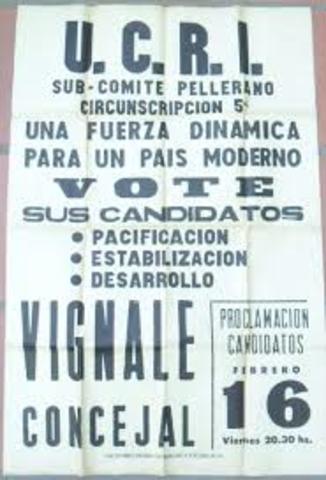 U.C.R.I.
SUB-COMITE PELLERANO
CIRCUNSCRIPCION 5ª
UNA FUERZA DINAMICA
PARA UN PAIS MODERNO
VOTE
SUS CANDIDATOS
• PACIFICACION
• ESTABILIZACION
• DESARROLLO
VIGNALE
CONCEJAL
PROCLAMACION
CANDIDATOS
FEBRERO
16
Viernes 20.30 hs.